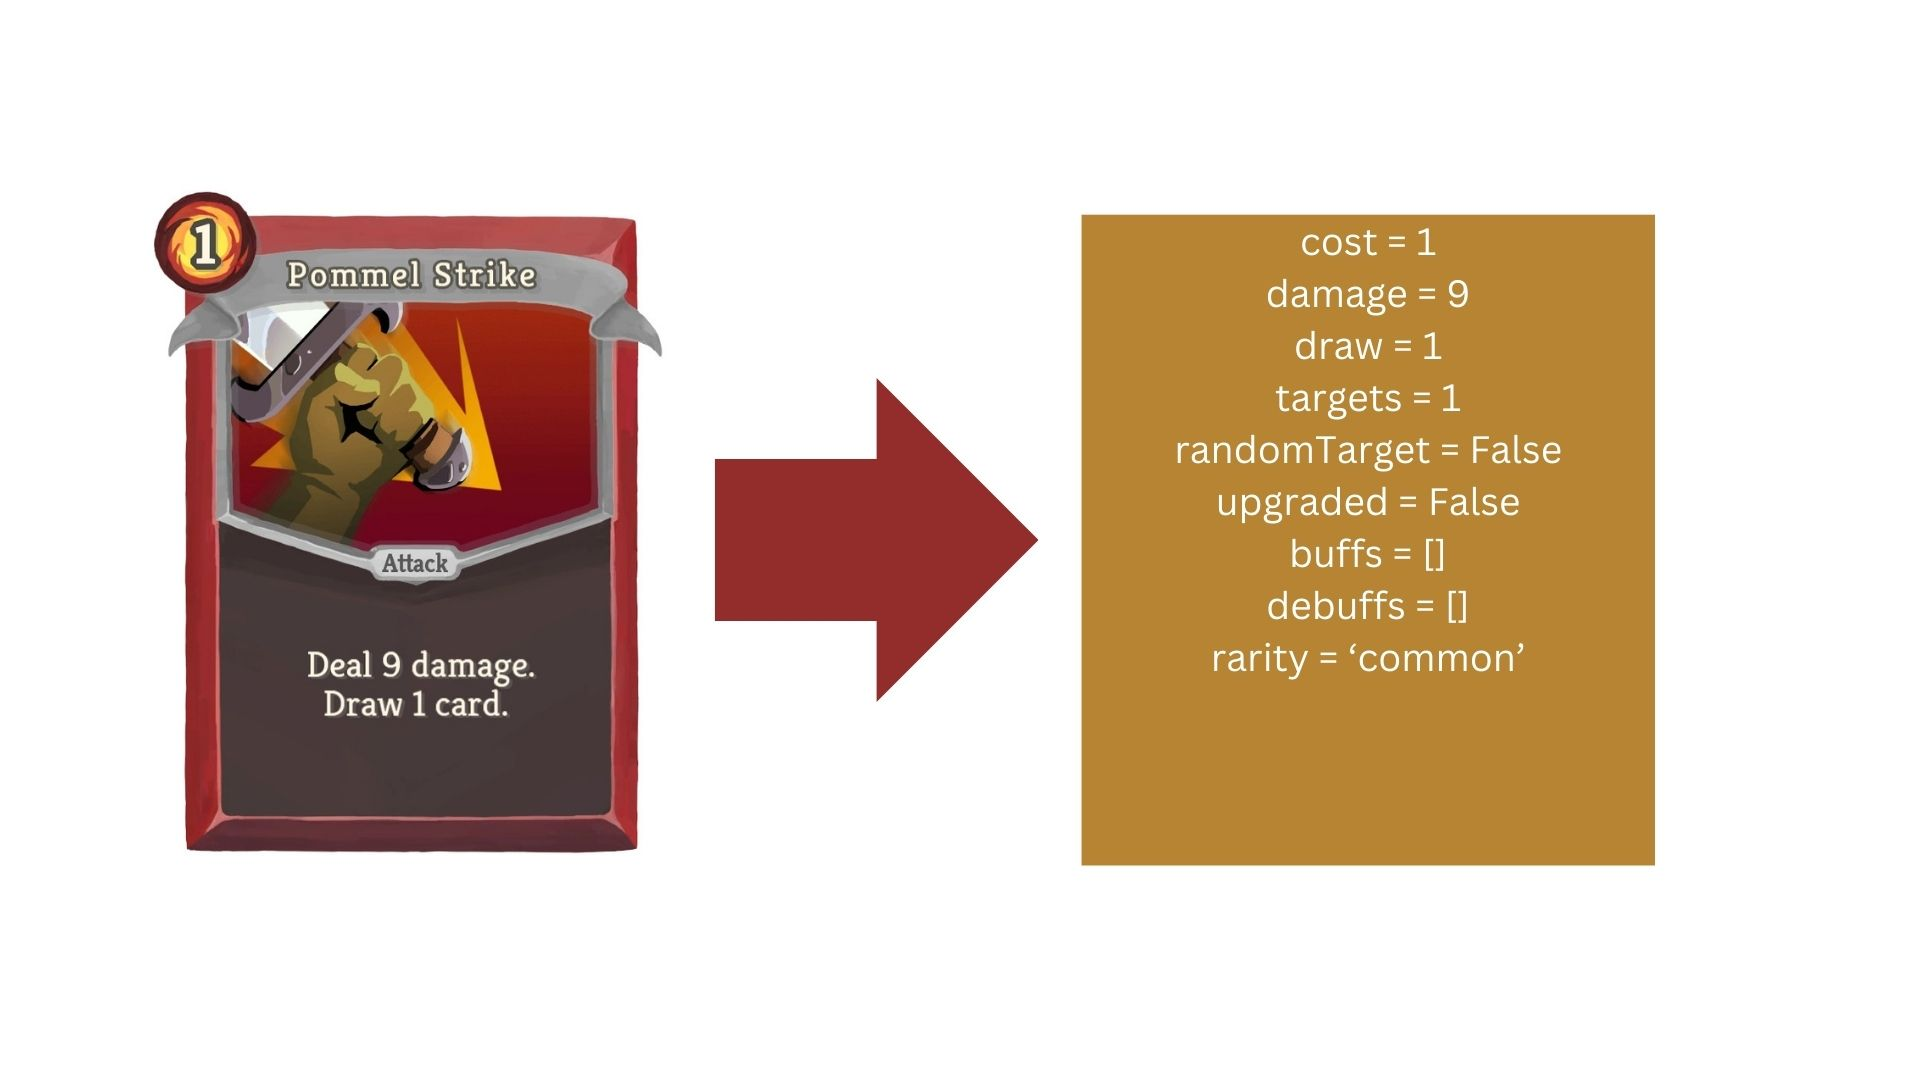 1
Pommel Strike
Attack
Deal 9 damage.
Draw 1 card.
cost = 1
damage = 9
draw = 1
targets = 1
randomTarget = False
upgraded = False
buffs = []
debuffs = []
rarity = ‘common’